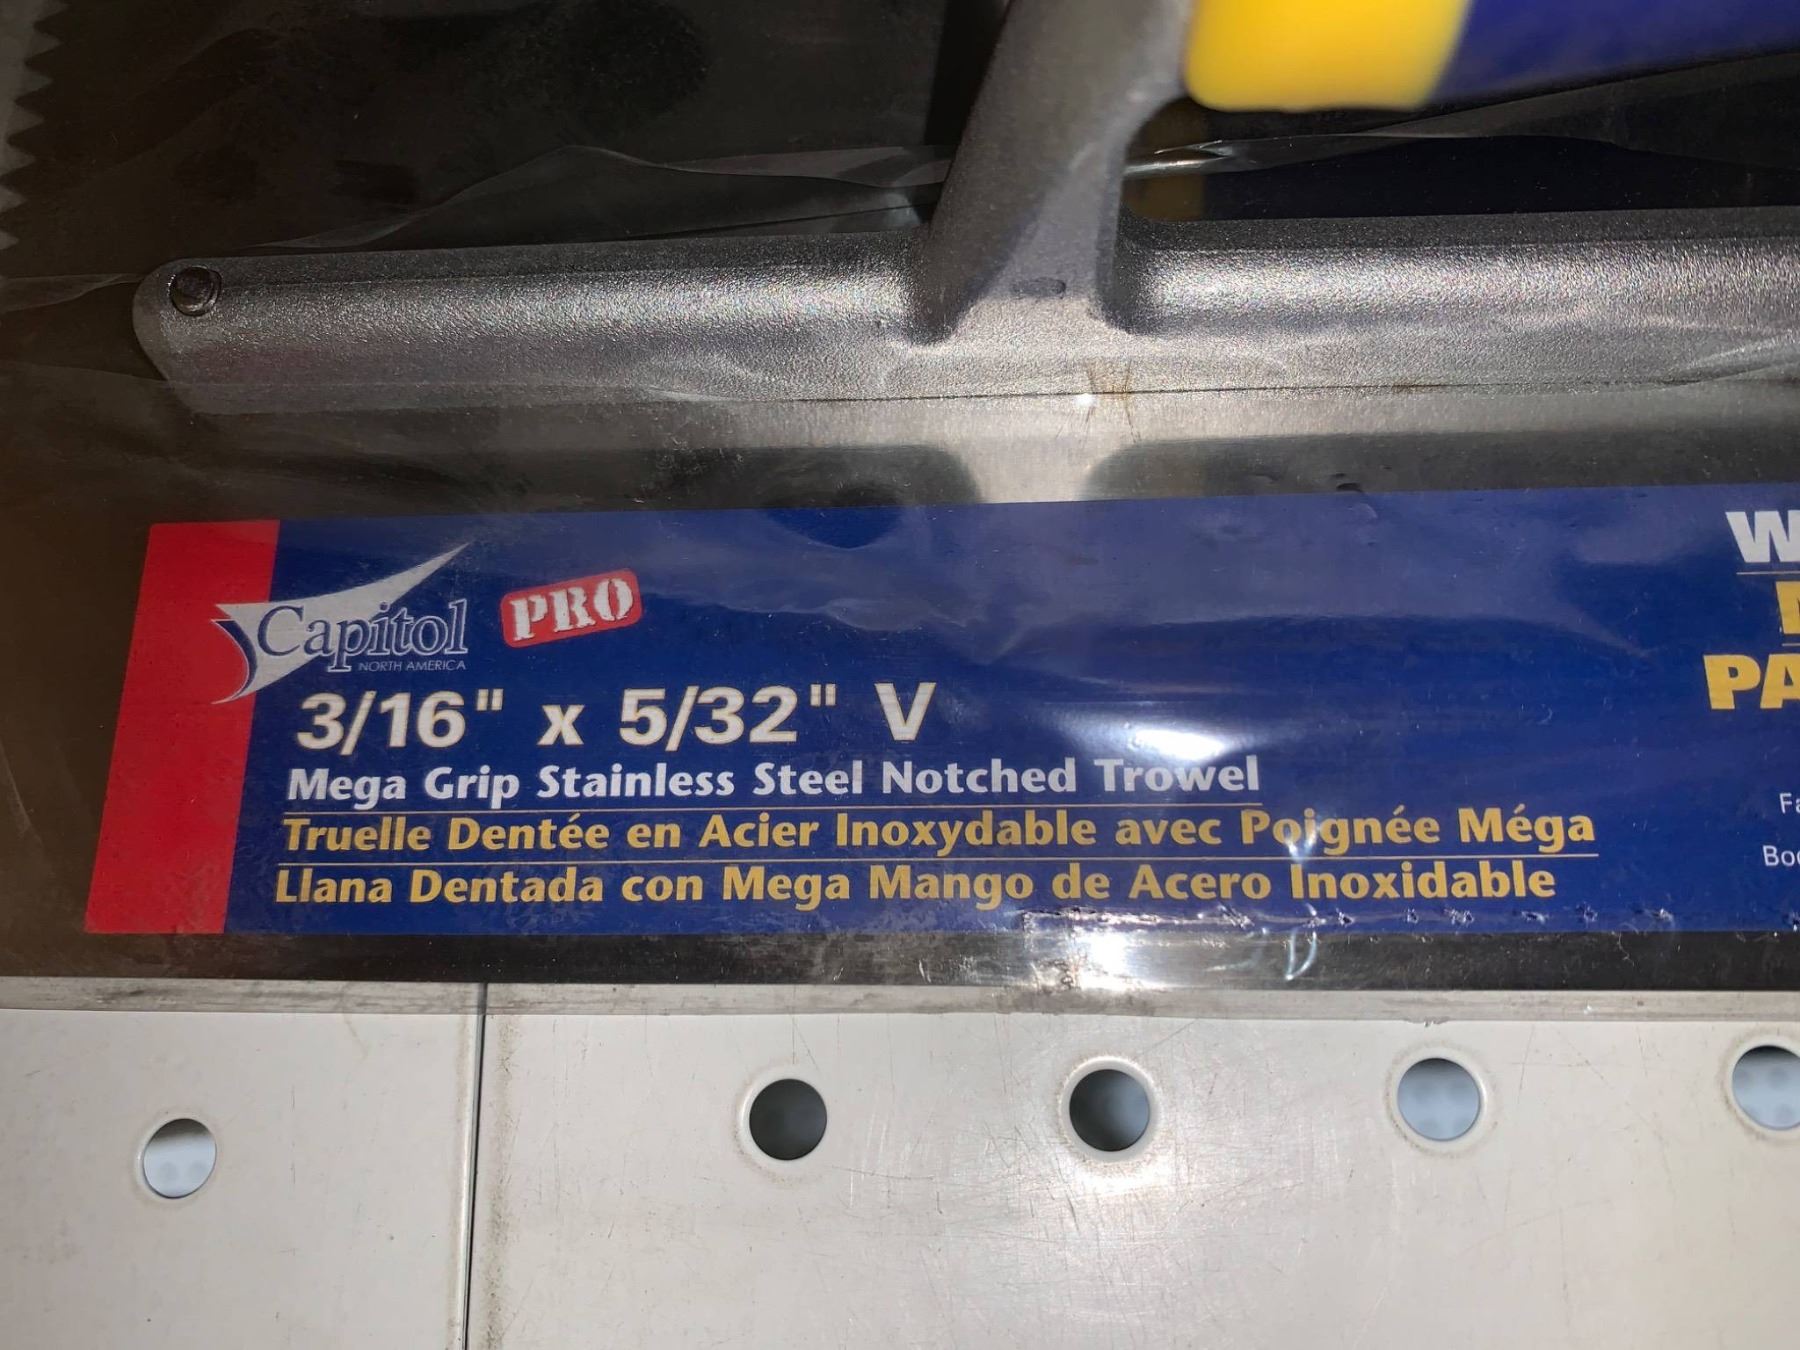 Capitol
NORTH AMERICA
PRO
3/16" x 5/32" V
Mega Grip Stainless Steel Notched Trowel
Truelle Dentée en Acier Inoxydable avec Poignée Méga
Llana Dentada con Mega Mango de Acero Inoxidable